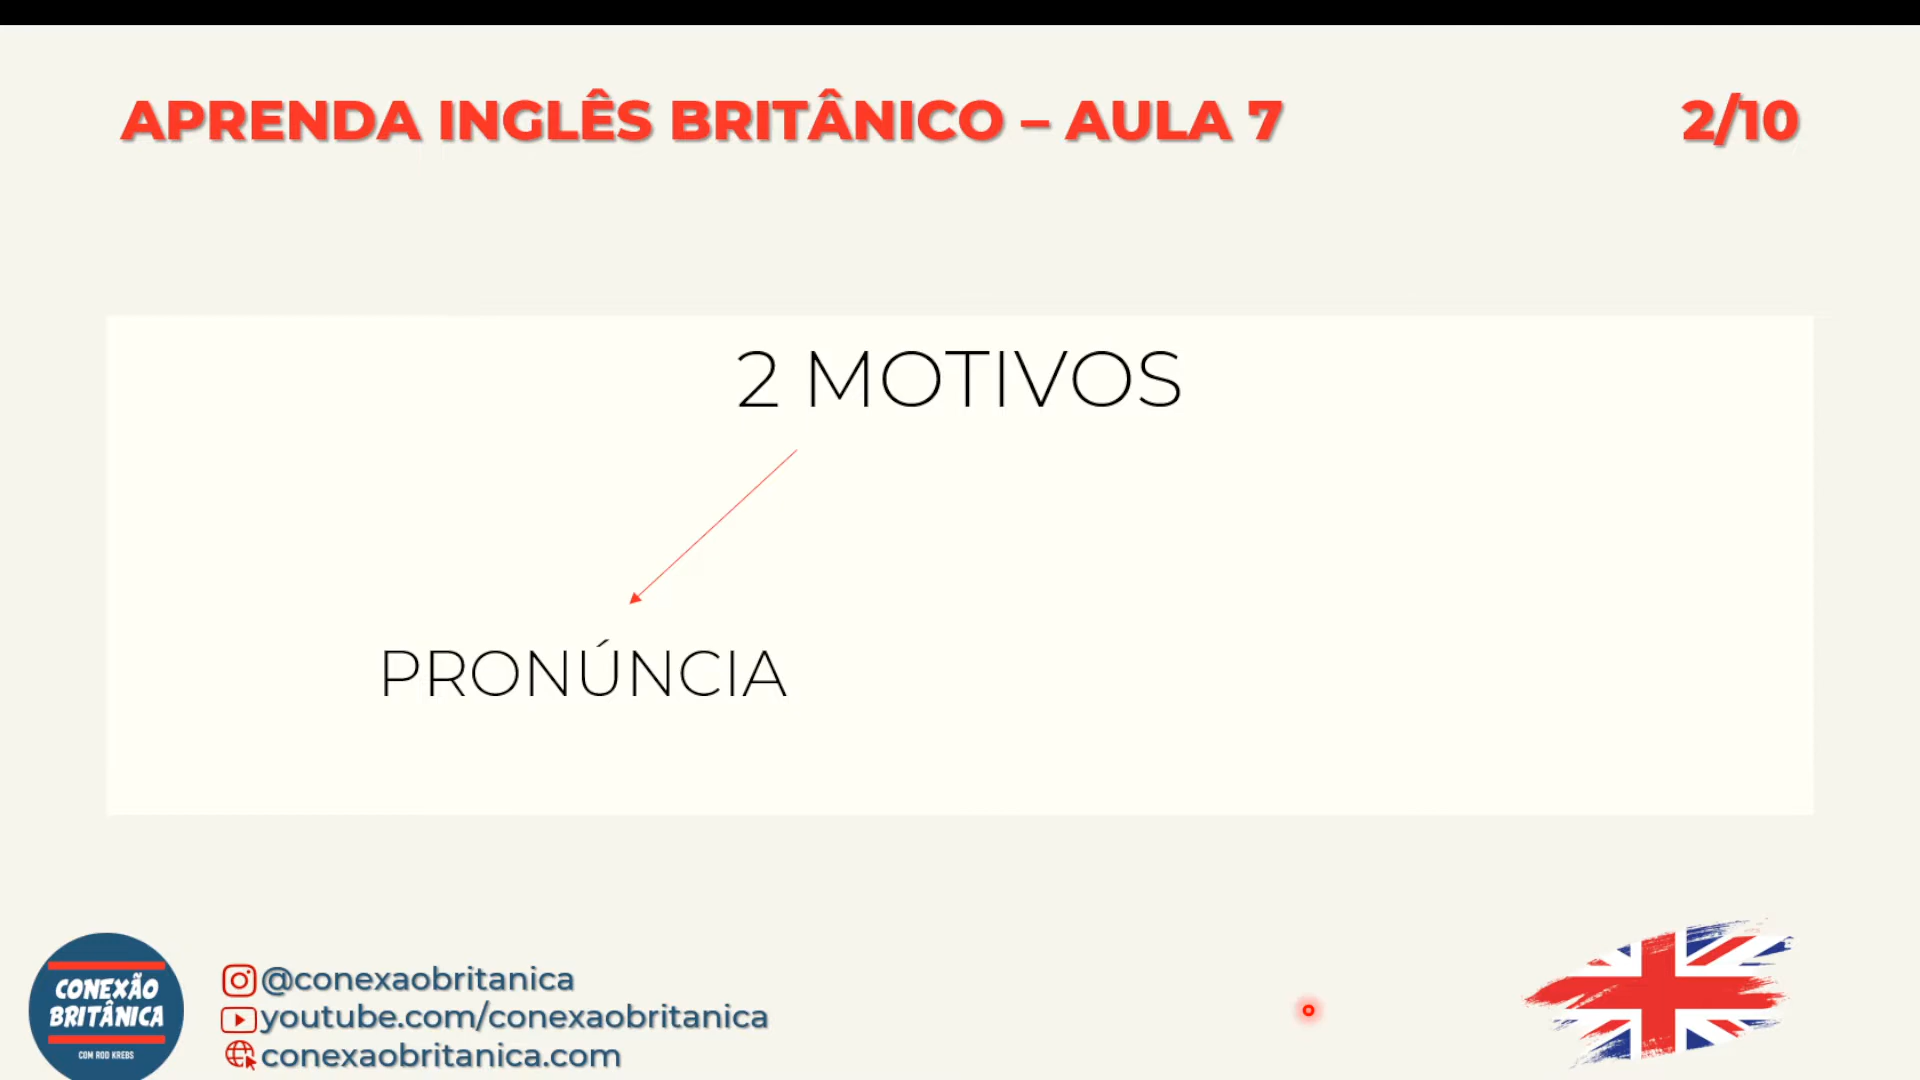 APRENDA INGLÊS BRITÂNICO – AULA 7
2/10
2 MOTIVOS
PRONÚNCIA
CONEXÃO
BRITÂNICA
COM ROD KREBS
@conexaobritanica
youtube.com/conexaobritanica
conexaobritanica.com